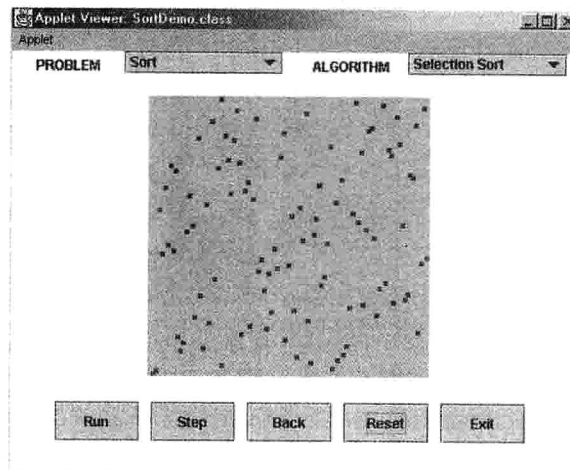 Applet Viewer: SortDemo.class
Applet
PROBLEM Sort ALGORITHM Selection Sort
Run Step Back Reset Exit